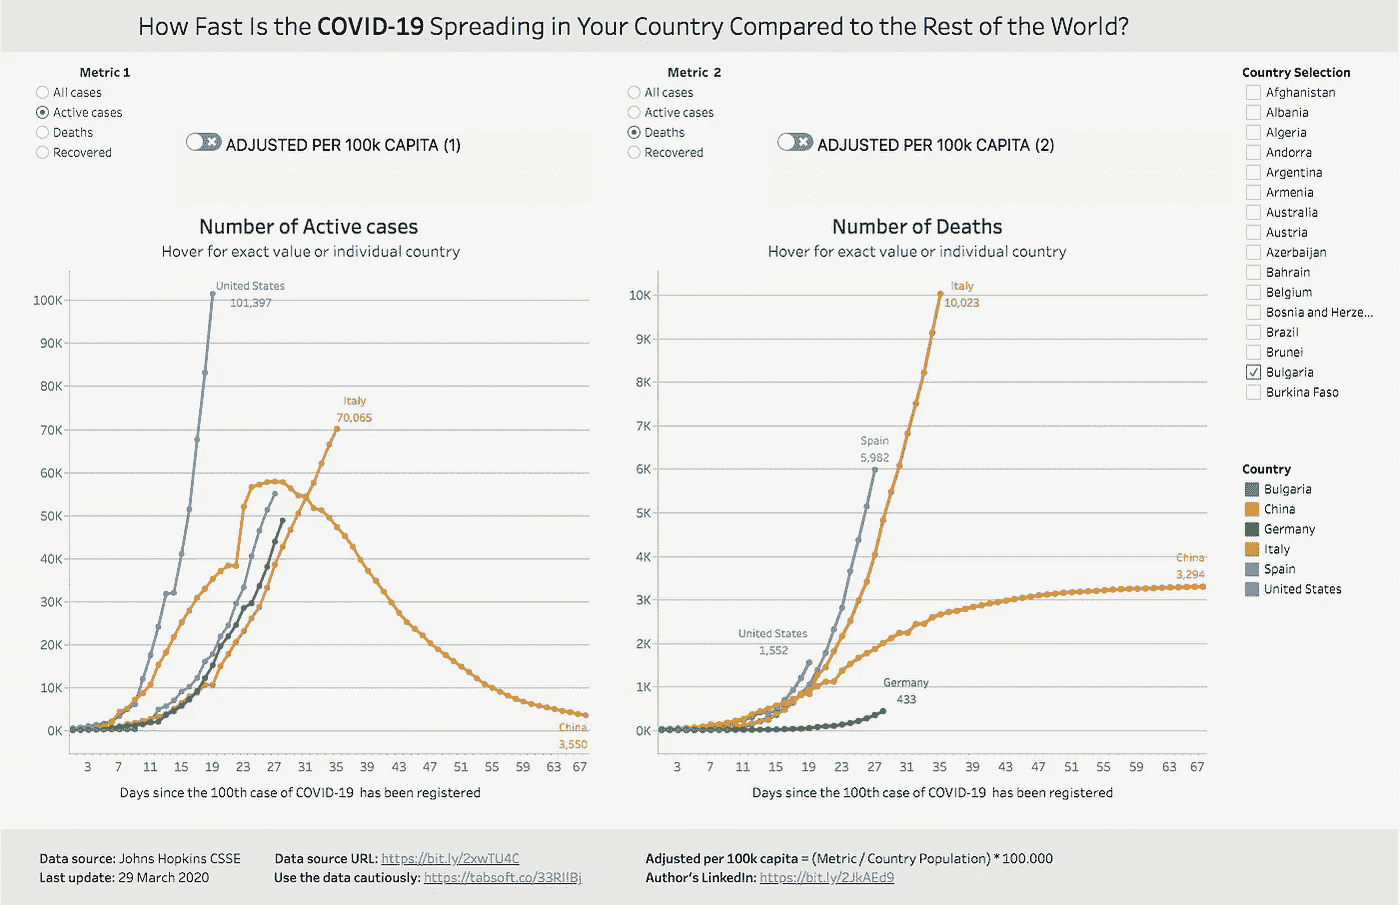 How Fast Is the COVID-19 Spreading in Your Country Compared to the Rest of the World?
Metric 1
All cases
Active cases
Deaths
Recovered
ADJUSTED PER 100k CAPITA (1)
Metric 2
All cases
Active cases
Deaths
Recovered
ADJUSTED PER 100k CAPITA (2)
Number of Active cases
Hover for exact value or individual country
100K
90K
80K
70K
60K
50K
40K
30K
20K
10K
0K
United States
101,397
Italy
70,065
China
3,550
3 7 11 15 19 23 27 31 35 39 43 47 51 55 59 63 67
Days since the 100th case of COVID-19 has been registered
Number of Deaths
Hover for exact value or individual country
10K
9K
8K
7K
6K
5K
4K
3K
2K
1K
0K
Italy
10,023
Spain
5,982
China
3,294
United States
1,552
Germany
433
3 7 11 15 19 23 27 31 35 39 43 47 51 55 59 63 67
Days since the 100th case of COVID-19 has been registered
Country Selection
Afghanistan
Albania
Algeria
Andorra
Argentina
Armenia
Australia
Austria
Azerbaijan
Bahrain
Belgium
Bosnia and Herze...
Brazil
Brunei
Bulgaria
Burkina Faso
Country
Bulgaria
China
Germany
Italy
Spain
United States
Data source: Johns Hopkins CSSE
Last update: 29 March 2020
Data source URL: https://bit.ly/2xwTU4C
Use the data cautiously: https://tabsoft.co/33RIIBj
Adjusted per 100k capita = (Metric / Country Population) * 100.000
Author's LinkedIn: https://bit.ly/2JkAEd9